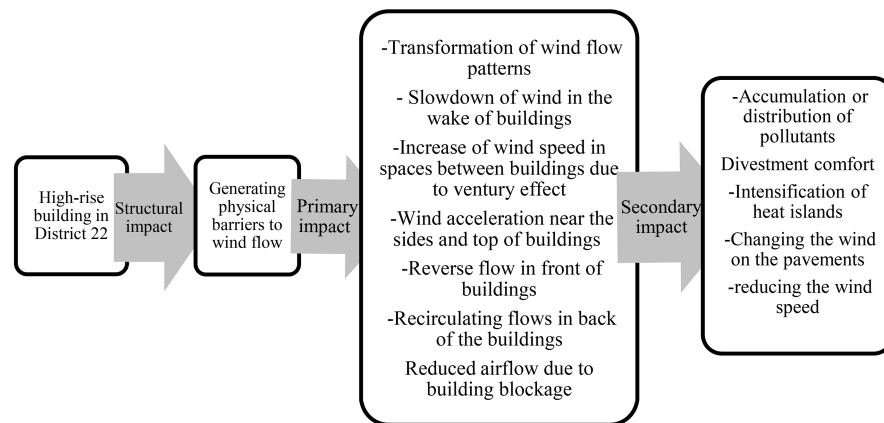 High-rise
building in
District 22
Structural
impact
Generating
physical
barriers to
wind flow
Primary
impact
-Transformation of wind flow
patterns
- Slowdown of wind in the
wake of buildings
-Increase of wind speed in
spaces between buildings due
to ventury effect
-Wind acceleration near the
sides and top of buildings
-Reverse flow in front of
buildings
-Recirculating flows in back
of the buildings
Reduced airflow due to
building blockage
Secondary
impact
-Accumulation or
distribution of
pollutants
Divestment comfort
-Intensification of
heat islands
-Changing the wind
on the pavements
-reducing the wind
speed